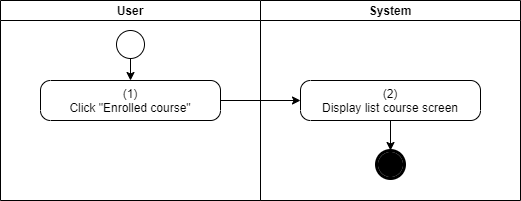 User
System
(1)
Click "Enrolled course"
(2)
Display list course screen